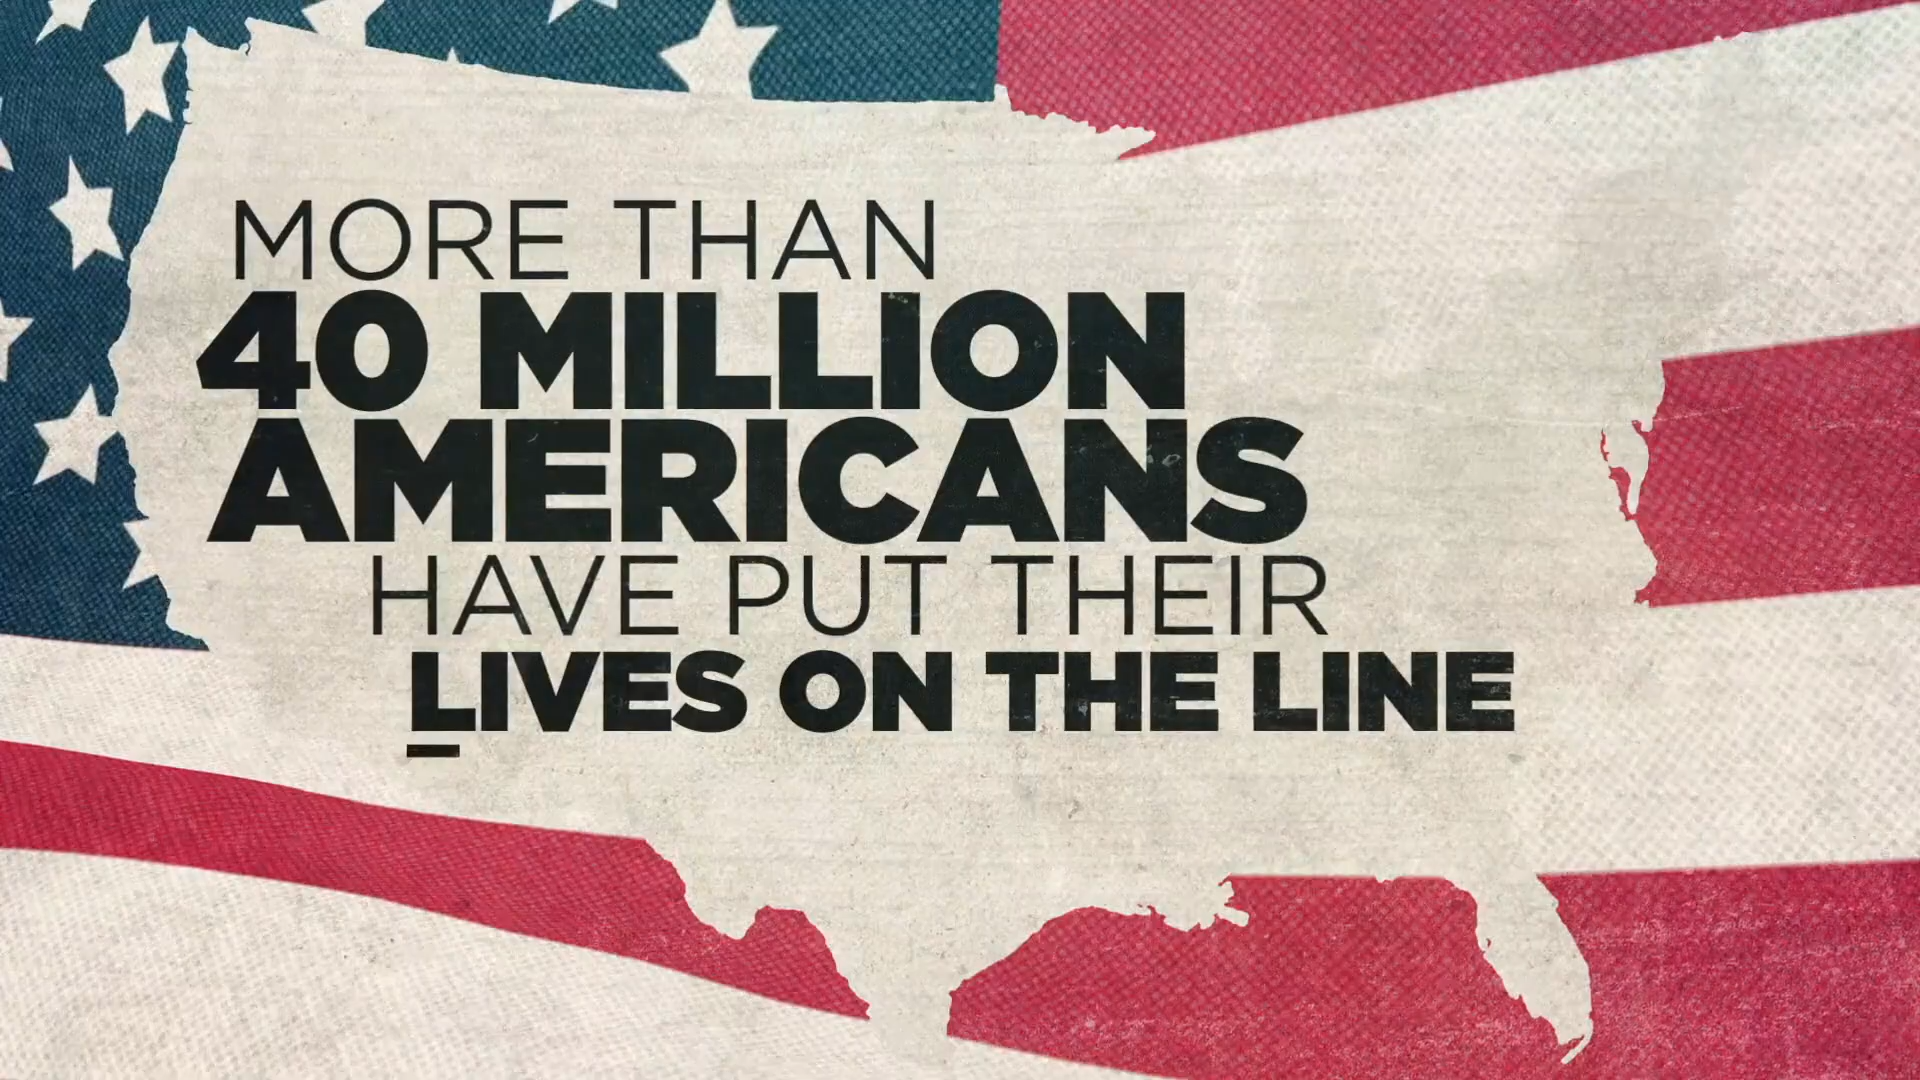 MORE THAN
40 MILLION
AMERICANS
HAVE PUT THEIR
LIVES ON THE LINE